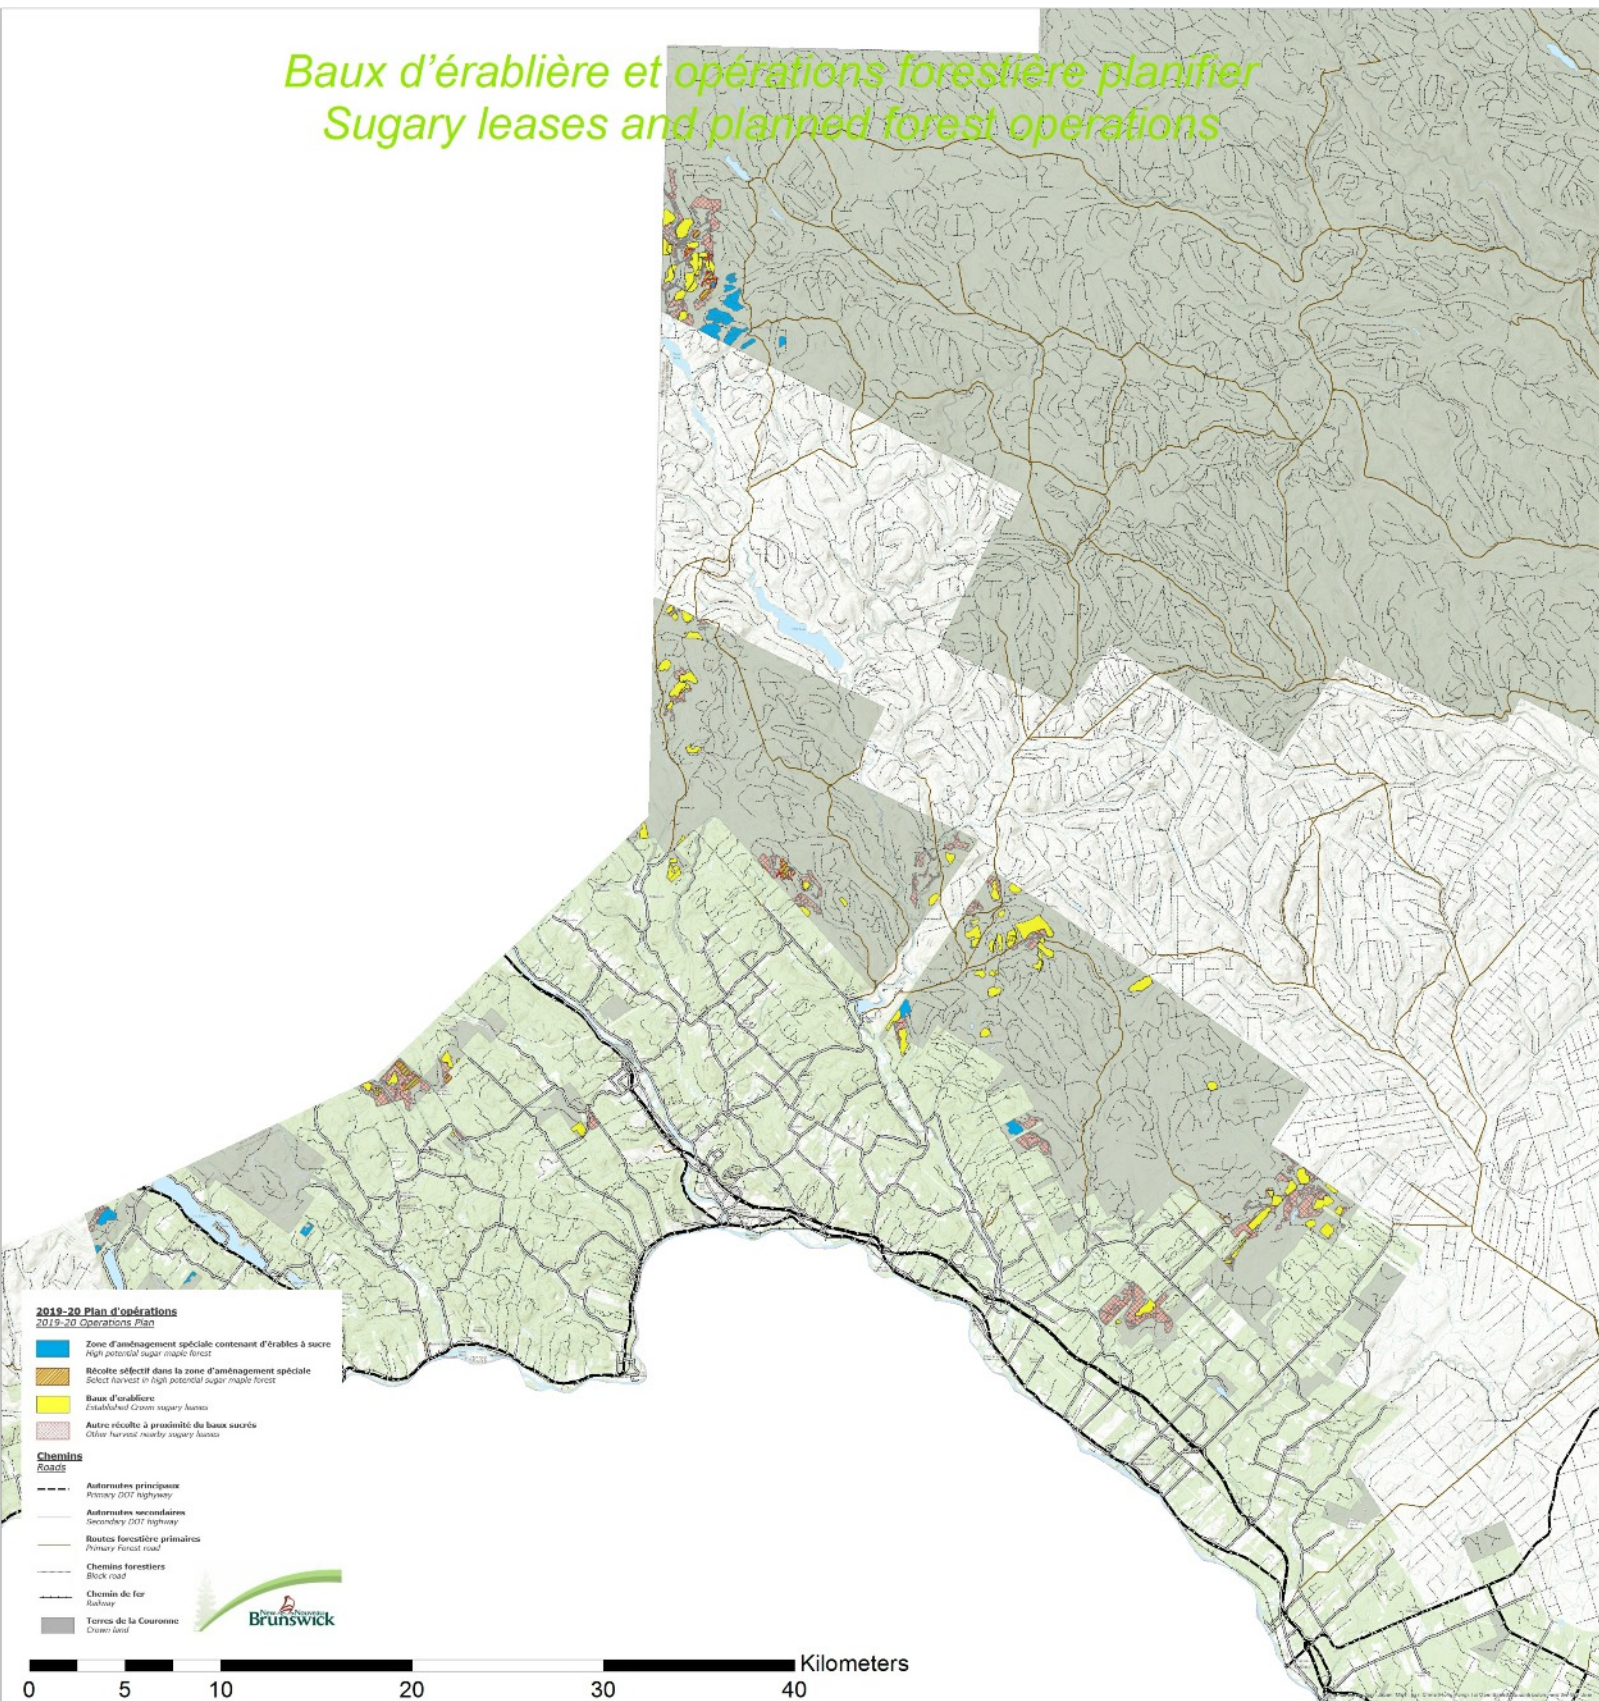 Baux d'érablière et opérations forestière planifier
Sugary leases and planned forest operations
2019-20 Plan d'opérations
2019-20 Operations Plan
Zone d'aménagement spéciale contenant d'érables à sucre
High potential sugar maple forest
Récolte sélectif dans la zone d'aménagement spéciale
Select harvest in high potential sugar maple forest
Baux d'erabliere
Established Crown sugary leases
Autre récolte à proximité du baux sucrés
Other harvest nearby sugary leases
Chemins
Roads
Autoroutes principaux
Primary DOT highyway
Autoroutes secondaires
Secondary DOT highway
Routes forestière primaires
Primary Forest road
Chemins forestiers
Block road
Chemin de fer
Railway
Terres de la Couronne
Crown land
New Nouveau
Brunswick
Kilometers
0 5 10 20 30 40